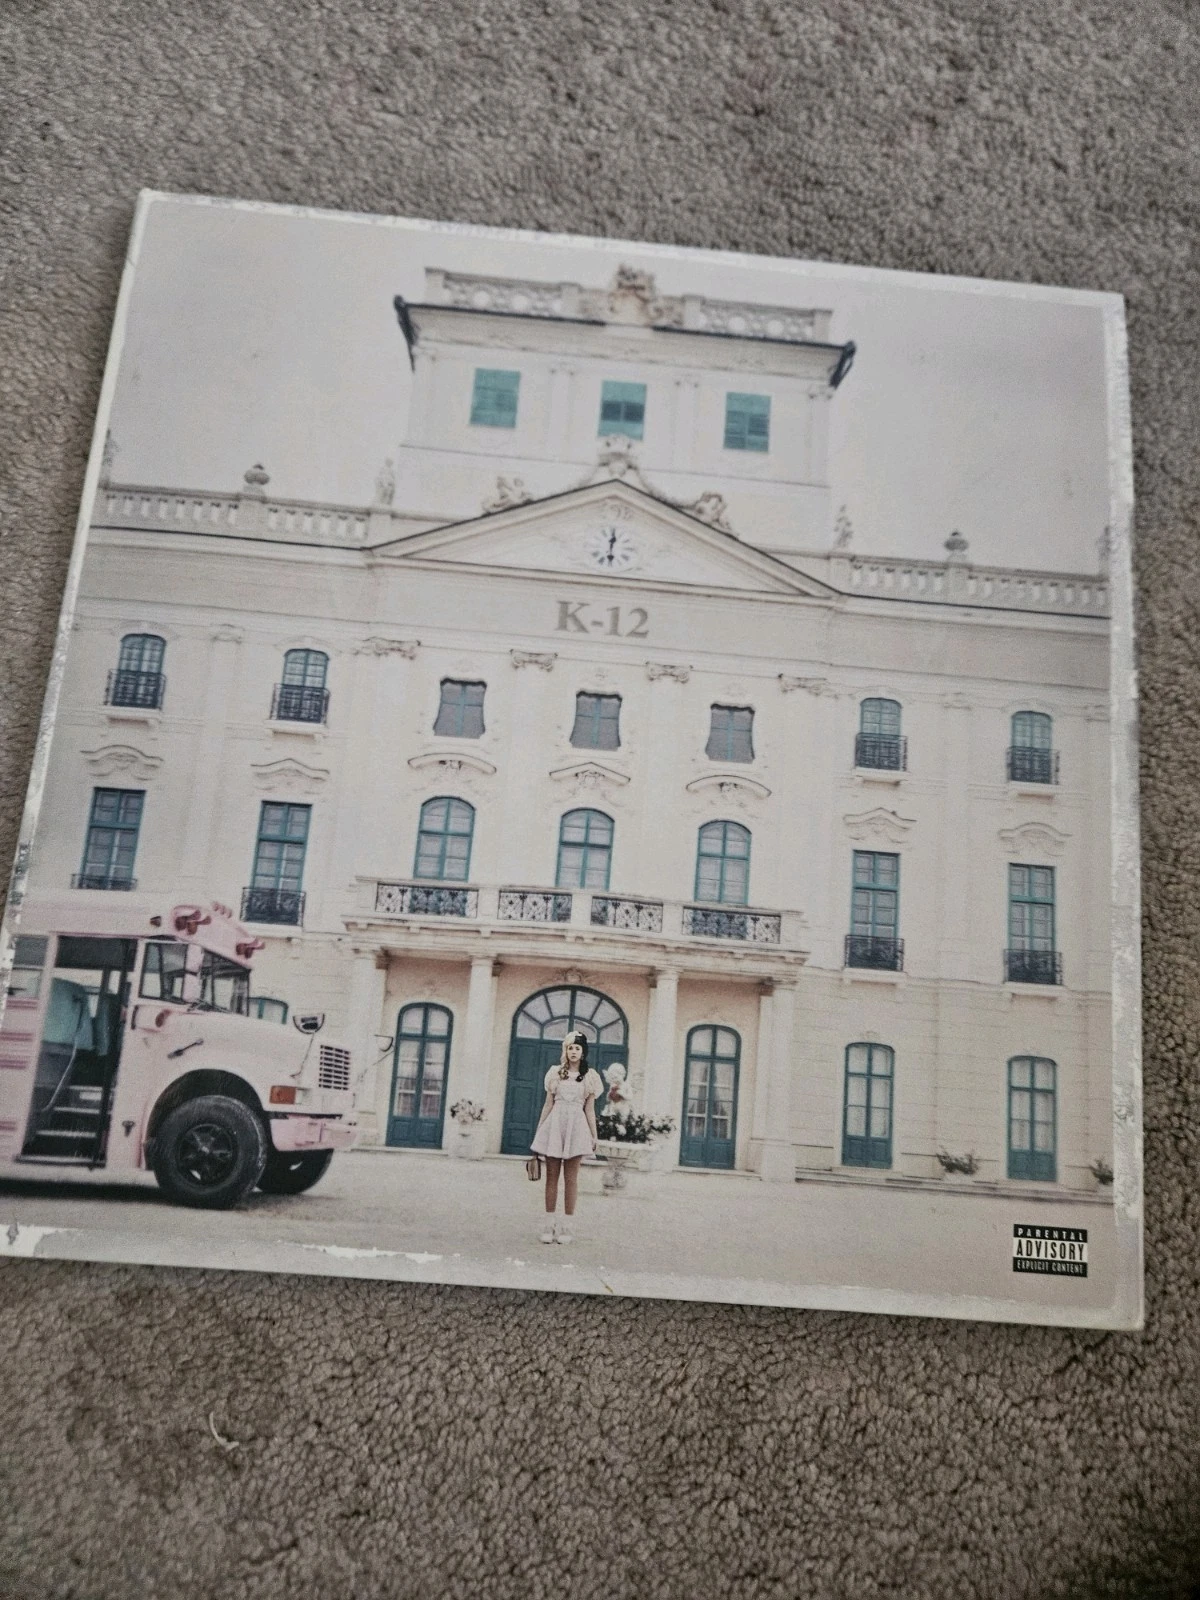 K-12
PARENTAL
ADVISORY
EXPLICIT CONTENT